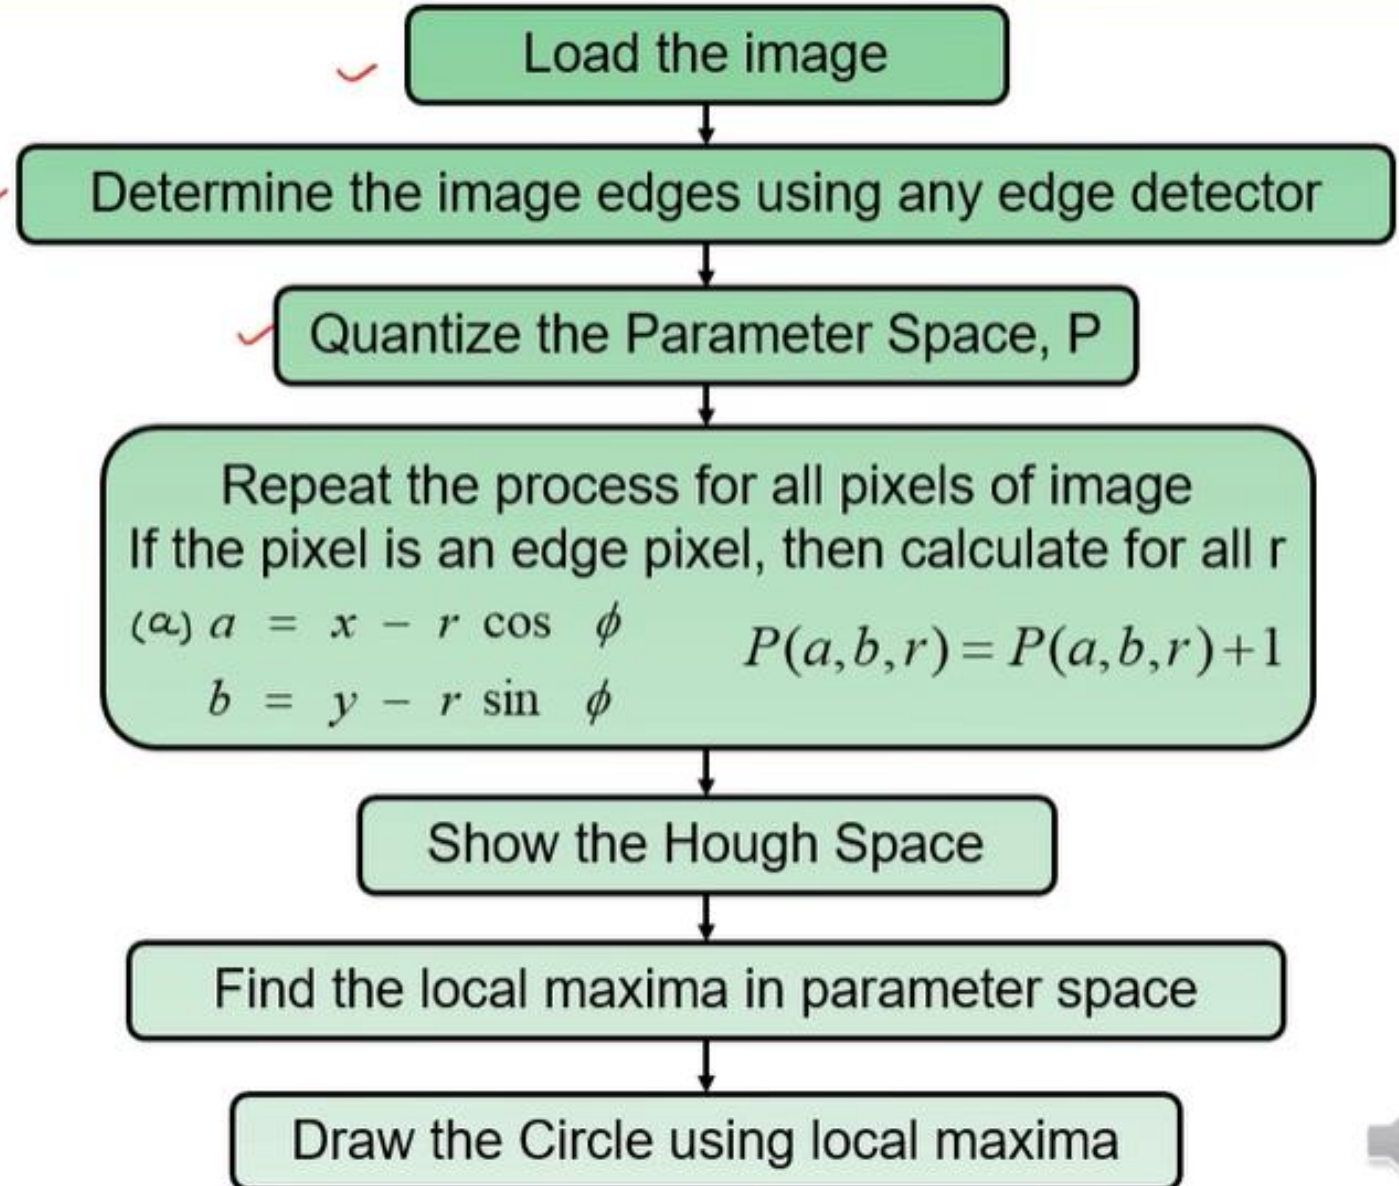 Load the image
Determine the image edges using any edge detector
Quantize the Parameter Space, P
Repeat the process for all pixels of image
If the pixel is an edge pixel, then calculate for all r
(a) a = x − r cos ϕ
P(a,b,r) = P(a,b,r)+1
b = y − r sin ϕ
Show the Hough Space
Find the local maxima in parameter space
Draw the Circle using local maxima